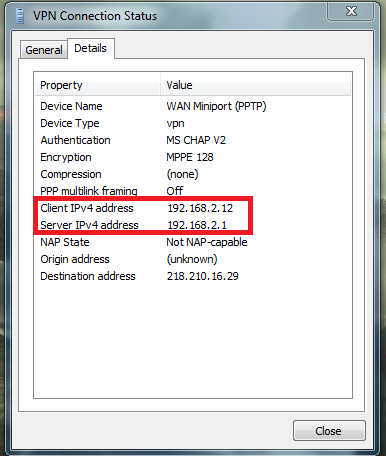 VPN Connection Status
General Details
Property Value
Device Name WAN Miniport (PPTP)
Device Type vpn
Authentication MS CHAP V2
Encryption MPPE 128
Compression (none)
PPP multilink framing Off
Client IPv4 address 192.168.2.12
Server IPv4 address 192.168.2.1
NAP State Not NAP-capable
Origin address (unknown)
Destination address 218.210.16.29
Close